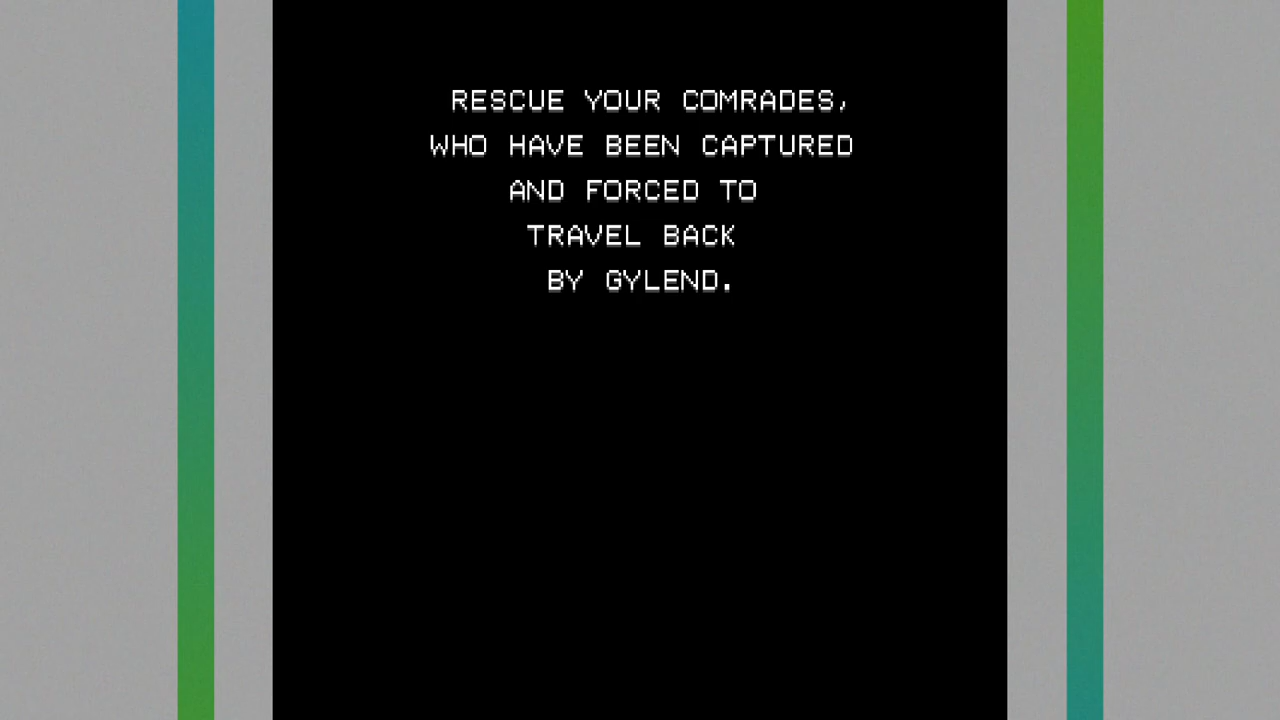 RESCUE YOUR COMRADES,
WHO HAVE BEEN CAPTURED
AND FORCED TO
TRAVEL BACK
BY GYLEND.